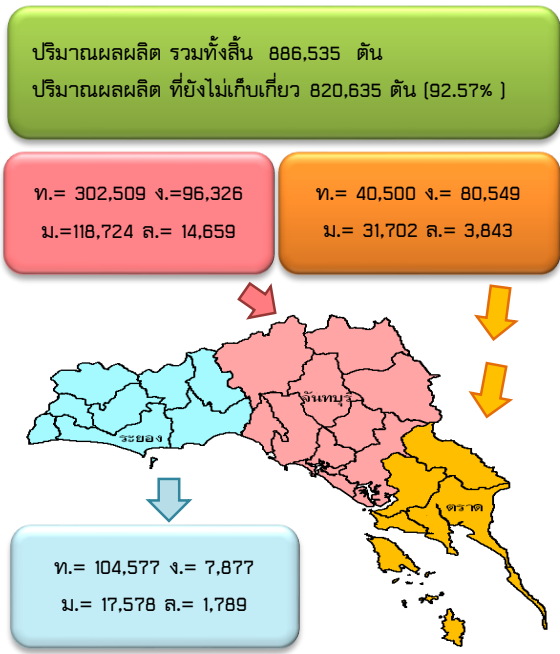 ปริมาณผลผลิต รวมทั้งสิ้น 886,535 ตัน
ปริมาณผลผลิต ที่ยังไม่เก็บเกี่ยว 820,635 ตัน (92.57% )
ท.= 302,509 ง.=96,326
ม.=118,724 ล.= 14,659
ท.= 40,500 ง.= 80,549
ม.= 31,702 ล.= 3,843
จันทบุรี
ระยอง
ตราด
ท.= 104,577 ง.= 7,877
ม.= 17,578 ล.= 1,789